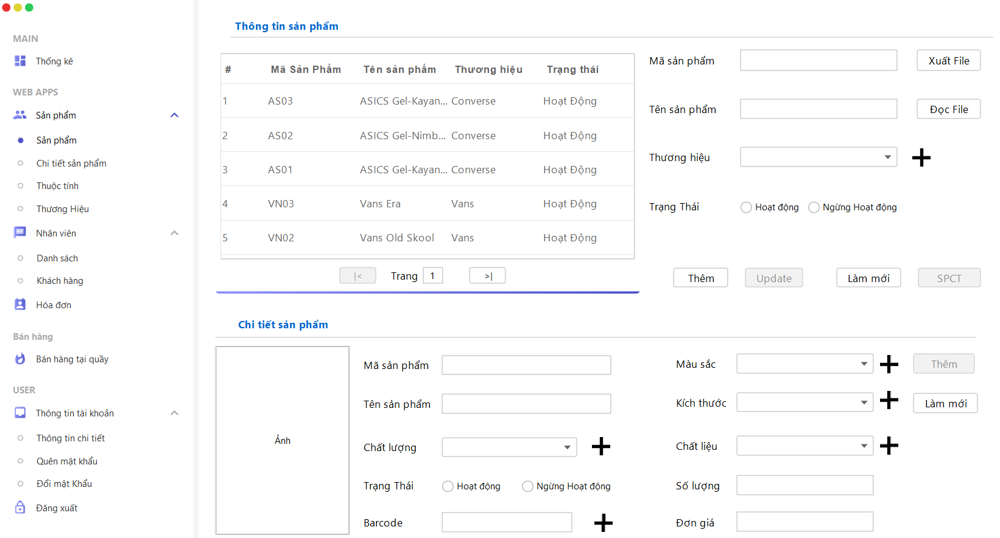 MAIN
Thống kê
WEB APPS
Sản phẩm
Sản phẩm
Chi tiết sản phẩm
Thuộc tính
Thương Hiệu
Nhân viên
Danh sách
Khách hàng
Hóa đơn
Bán hàng
Bán hàng tại quầy
USER
Thông tin tài khoản
Thông tin chi tiết
Quên mật khẩu
Đổi mật Khẩu
Đăng xuất
Thông tin sản phẩm
# Mã Sản Phẩm Tên sản phẩm Thương hiệu Trạng thái
1 AS03 ASICS Gel-Kayan... Converse Hoạt Động
2 AS02 ASICS Gel-Nimb... Converse Hoạt Động
3 AS01 ASICS Gel-Kayan... Converse Hoạt Động
4 VN03 Vans Era Vans Hoạt Động
5 VN02 Vans Old Skool Vans Hoạt Động
|< Trang 1 >|
Mã sản phẩm Xuất File
Tên sản phẩm Đọc File
Thương hiệu
Trạng Thái Hoạt động Ngừng Hoạt động
Thêm Update Làm mới SPCT
Chi tiết sản phẩm
Ảnh
Mã sản phẩm
Tên sản phẩm
Chất lượng
Trạng Thái Hoạt động Ngừng Hoạt động
Barcode
Màu sắc Thêm
Kích thước Làm mới
Chất liệu
Số lượng
Đơn giá